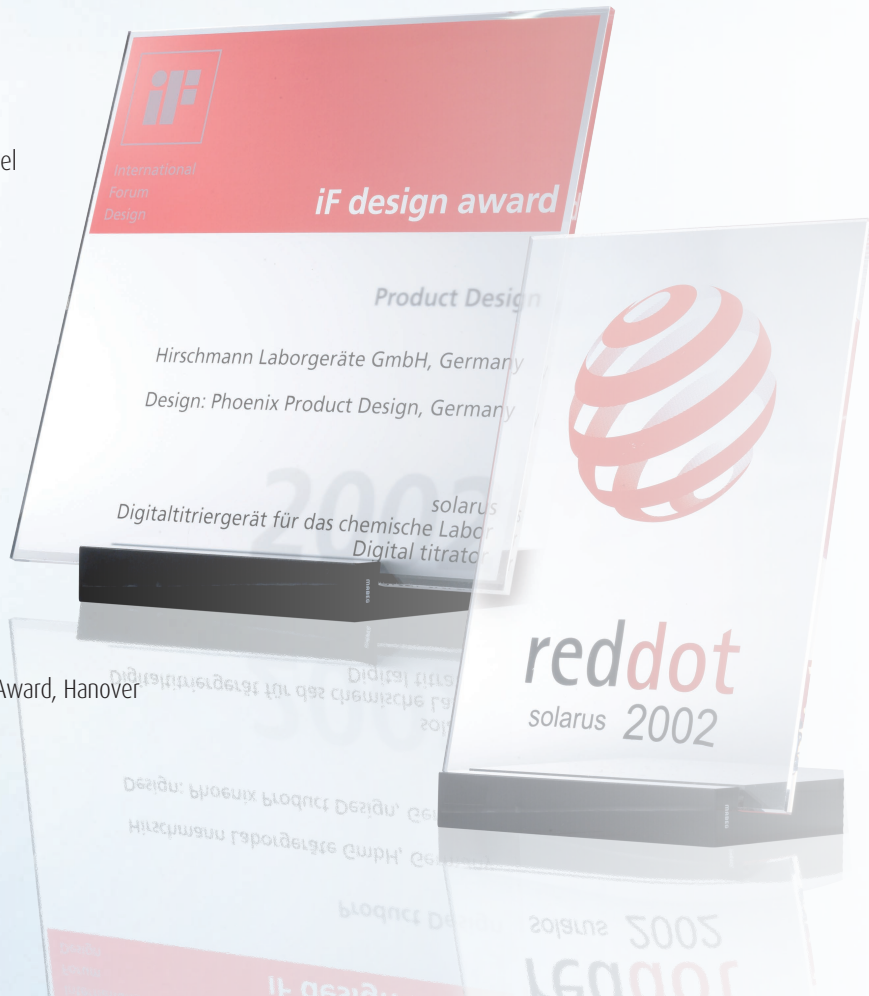 el
iF
International
Forum
Design
iF design award
Product Design
Hirschmann Laborgeräte GmbH, Germany
Design: Phoenix Product Design, Germany
solarus
Digitaltitriergerät für das chemische Labor
Digital titrator
reddot
solarus 2002
Award, Hanover